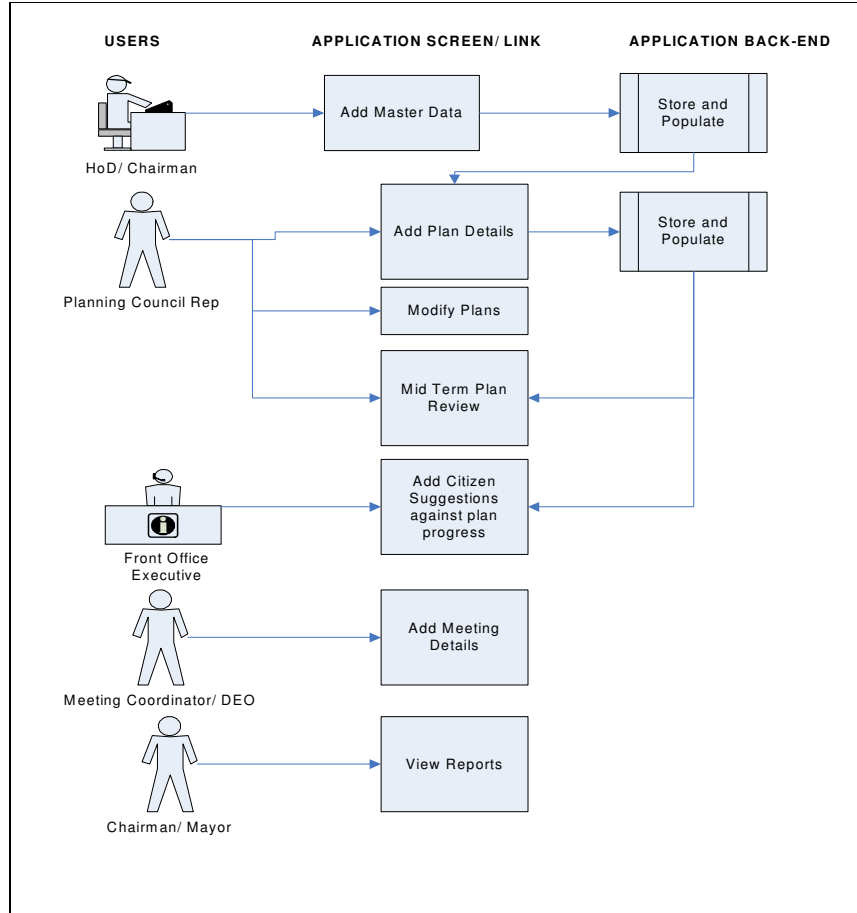 USERS
APPLICATION SCREEN/ LINK
APPLICATION BACK-END
Add Master Data
Store and
Populate
HoD/ Chairman
Add Plan Details
Store and
Populate
Planning Council Rep
Modify Plans
Mid Term Plan
Review
Add Citizen
Suggestions
against plan
progress
i
Front Office
Executive
Add Meeting
Details
Meeting Coordinator/ DEO
View Reports
Chairman/ Mayor